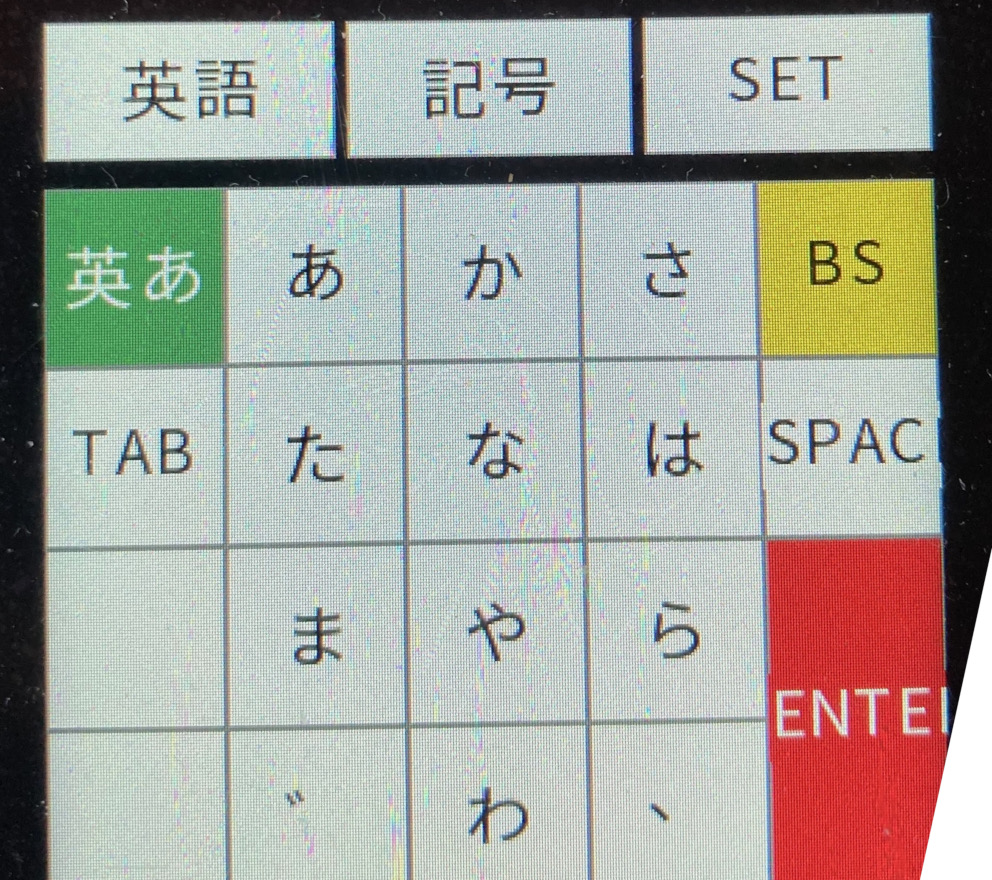 英語 記号 SET
英あ あ か さ BS
TAB た な は SPAC
ま や ら
ENTE
゛ わ 、